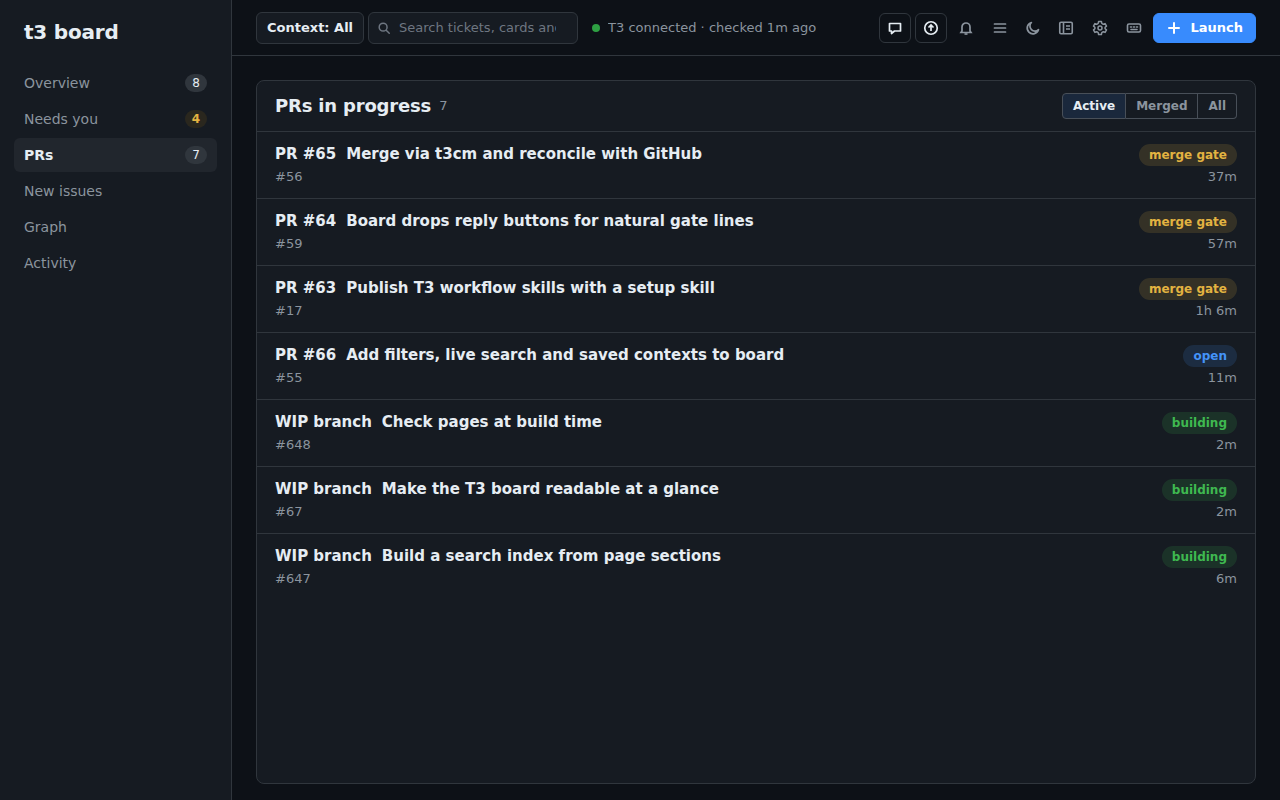 t3 board
Overview 8
Needs you 4
PRs 7
New issues
Graph
Activity
Context: All
Search tickets, cards an
T3 connected · checked 1m ago
Launch
PRs in progress 7
Active Merged All
PR #65 Merge via t3cm and reconcile with GitHub merge gate
#56 37m
PR #64 Board drops reply buttons for natural gate lines merge gate
#59 57m
PR #63 Publish T3 workflow skills with a setup skill merge gate
#17 1h 6m
PR #66 Add filters, live search and saved contexts to board open
#55 11m
WIP branch Check pages at build time building
#648 2m
WIP branch Make the T3 board readable at a glance building
#67 2m
WIP branch Build a search index from page sections building
#647 6m